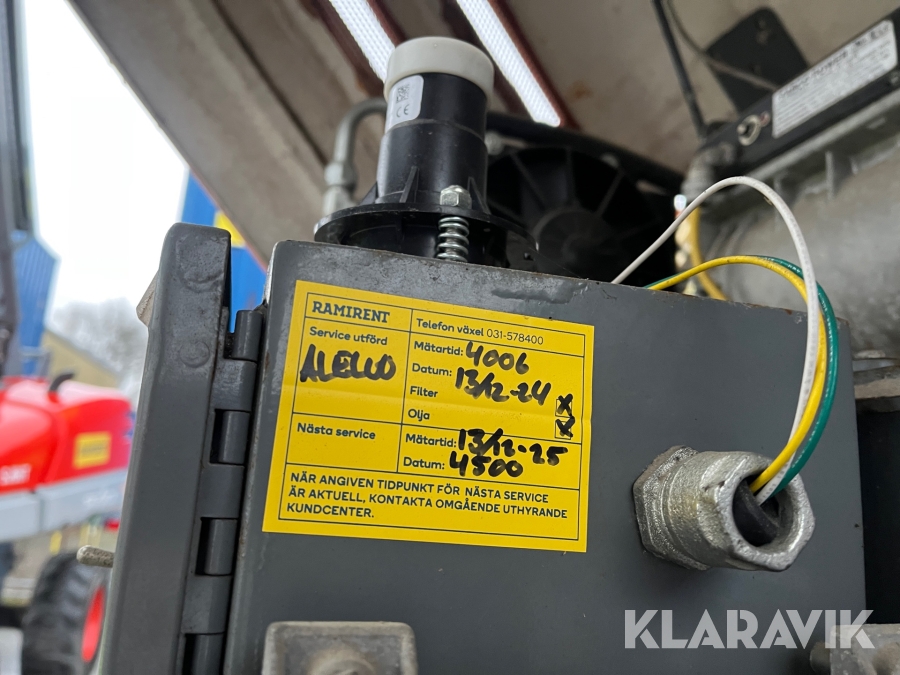 RAMIRENT
Telefon växel 031-578400
Service utförd
Mätartid: 4006
Datum: 13/12-24
Filter X
Olja X
Nästa service
Mätartid: 13/12-25
Datum: 4500
NÄR ANGIVEN TIDPUNKT FÖR NÄSTA SERVICE
ÄR AKTUELL, KONTAKTA OMGÅENDE UTHYRANDE
KUNDCENTER.
KLARAVIK